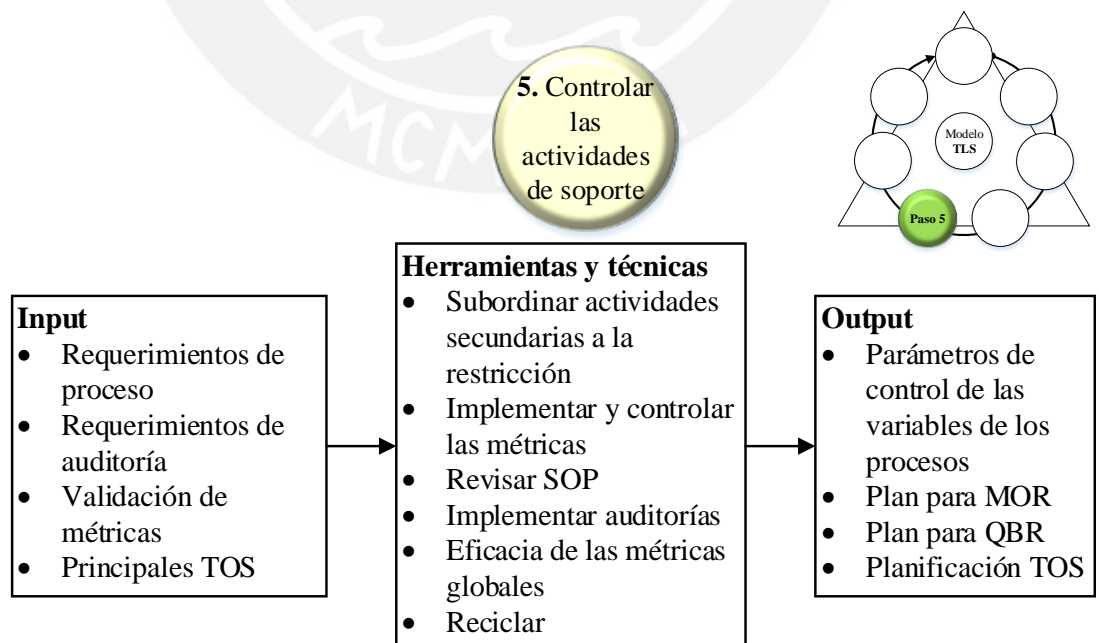 MCM
5. Controlar
las
actividades
de soporte
Modelo
TLS
Paso 5
Input
• Requerimientos de
proceso
• Requerimientos de
auditoría
• Validación de
métricas
• Principales TOS
Herramientas y técnicas
• Subordinar actividades
secundarias a la
restricción
• Implementar y controlar
las métricas
• Revisar SOP
• Implementar auditorías
• Eficacia de las métricas
globales
• Reciclar
Output
• Parámetros de
control de las
variables de los
procesos
• Plan para MOR
• Plan para QBR
• Planificación TOS